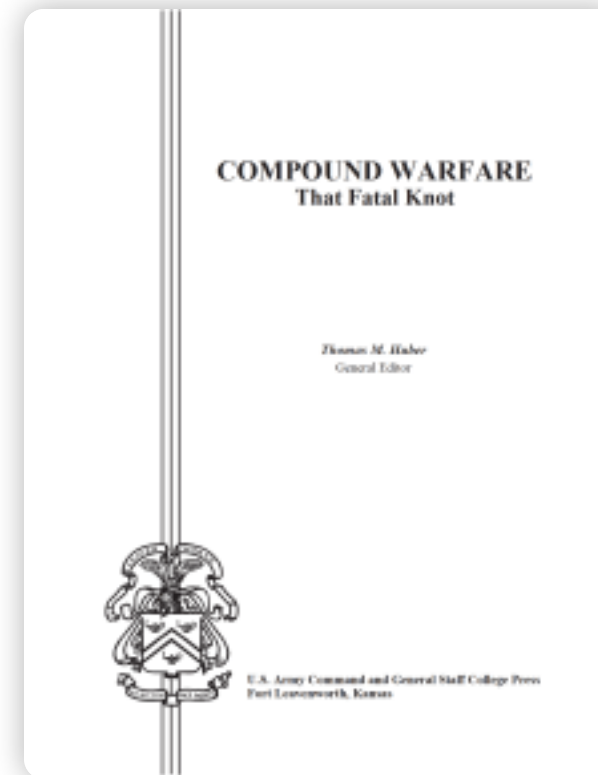 COMPOUND WARFARE
That Fatal Knot
Thomas M. Huber
General Editor
U.S. Army Command and General Staff College Press
Fort Leavenworth, Kansas